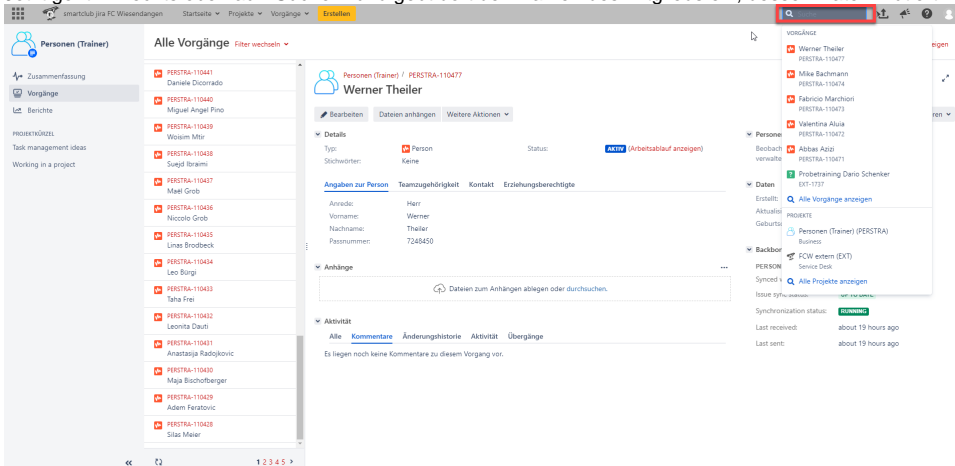 smartclub Jira FC Wiesendangen Startseite Projekte Vorgänge Erstellen
Personen (Trainer)
Zusammenfassung
Vorgänge
Berichte
PROJEKTKÜRZEL
Task management ideas
Working in a project
Alle Vorgänge Filter wechseln
PERSTRA-110441
Daniele Dicorrado
PERSTRA-110440
Miguel Angel Pino
PERSTRA-110439
Woisim Mtir
PERSTRA-110438
Suejd Ibraimi
PERSTRA-110437
Maël Grob
PERSTRA-110436
Niccolo Grob
PERSTRA-110435
Linas Brodbeck
PERSTRA-110434
Leo Bürgi
PERSTRA-110433
Taha Frei
PERSTRA-110432
Leonita Dauti
PERSTRA-110431
Anastasija Radojkovic
PERSTRA-110430
Maja Bischofberger
PERSTRA-110429
Adem Feratovic
PERSTRA-110428
Silas Meier
1 2 3 4 5
Personen (Trainer) / PERSTRA-110477
Werner Theiler
Bearbeiten Dateien anhängen Weitere Aktionen
Details
Typ: Person Status: AKTIV (Arbeitsablauf anzeigen)
Stichwörter: Keine
Angaben zur Person Teamzugehörigkeit Kontakt Erziehungsberechtigte
Anrede: Herr
Vorname: Werner
Nachname: Theiler
Passnummer: 7248450
Anhänge
Dateien zum Anhängen ablegen oder durchsuchen.
Aktivität
Alle Kommentare Änderungshistorie Aktivität Übergänge
Es liegen noch keine Kommentare zu diesem Vorgang vor.
Daten
Erstellt:
Synchronization status: RUNNING
Last received: about 19 hours ago
Last sent: about 19 hours ago
VORGÄNGE
Werner Theiler
PERSTRA-110477
Mike Bachmann
PERSTRA-110474
Fabricio Marchiori
PERSTRA-110473
Valentina Aluia
PERSTRA-110472
Abbas Azizi
PERSTRA-110471
Probetraining Dario Schenker
EXT-1737
Alle Vorgänge anzeigen
PROJEKTE
Personen (Trainer) (PERSTRA)
Business
FCW extern (EXT)
Service Desk
Alle Projekte anzeigen